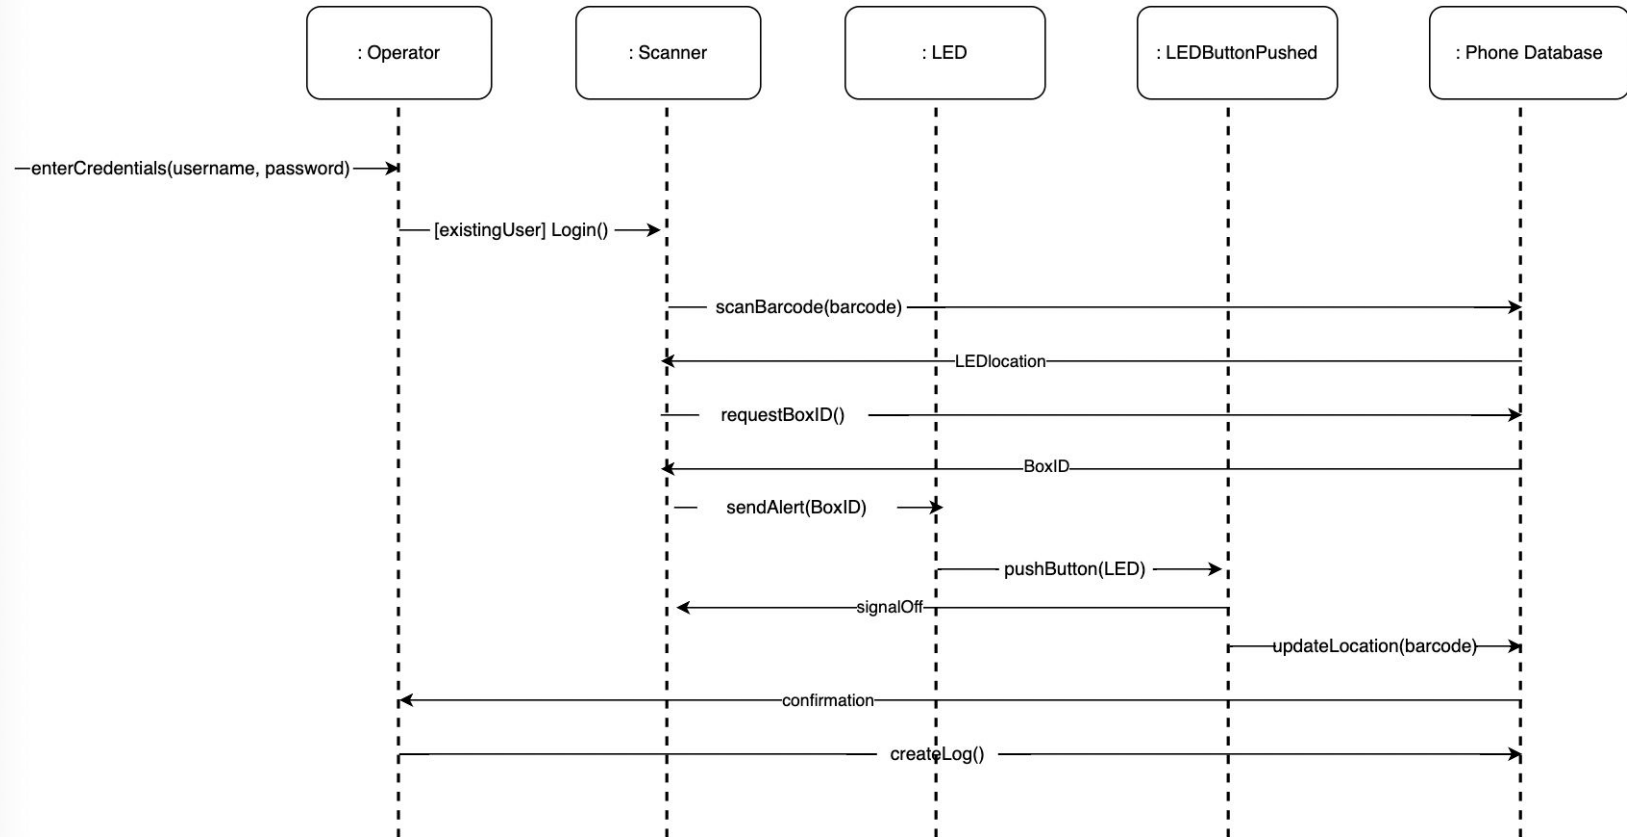 : Operator
: Scanner
: LED
: LEDButtonPushed
: Phone Database
enterCredentials(username, password)
[existingUser] Login()
scanBarcode(barcode)
LEDlocation
requestBoxID()
BoxID
sendAlert(BoxID)
pushButton(LED)
signalOff
updateLocation(barcode)
confirmation
createLog()